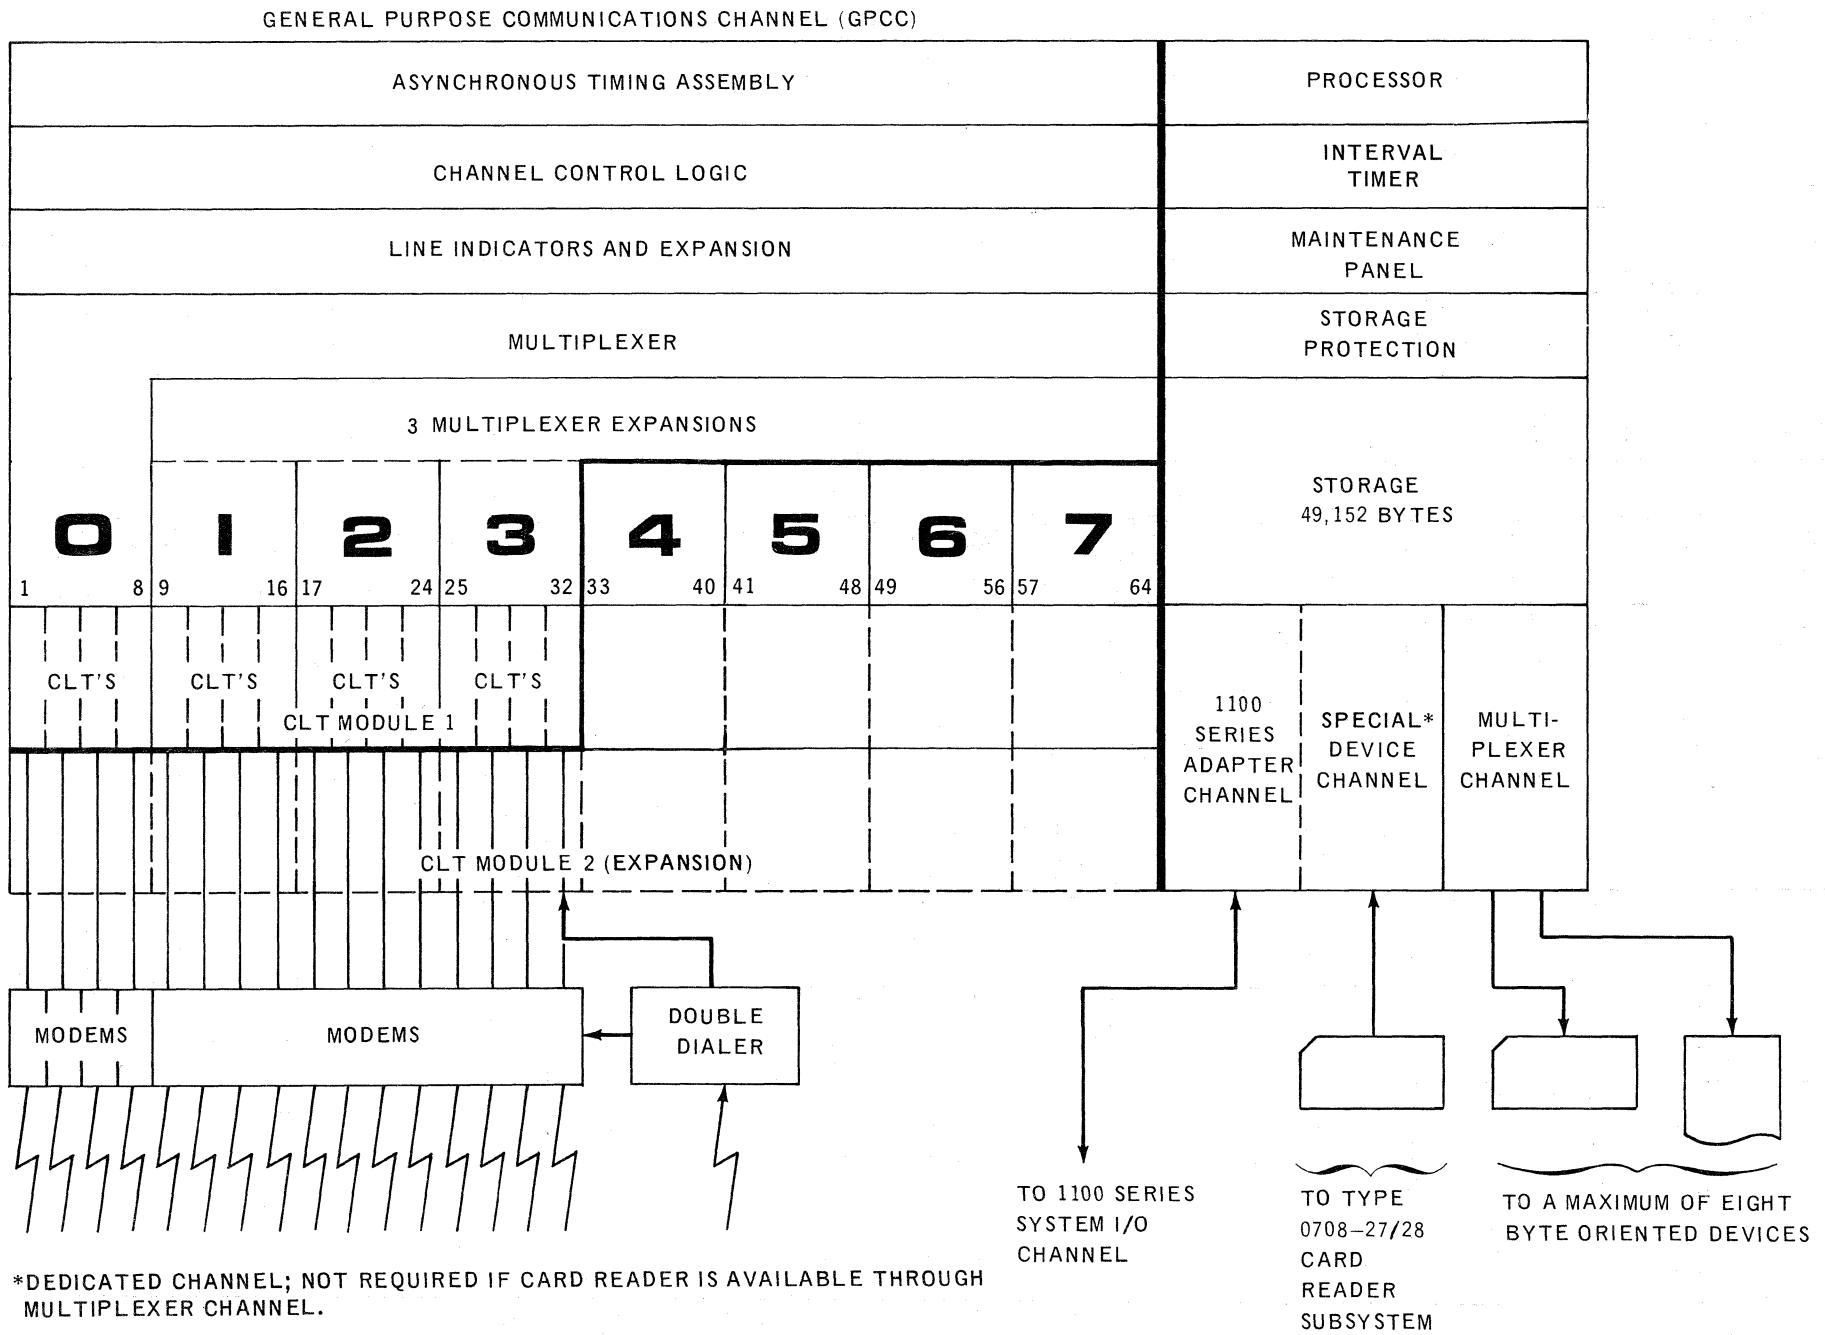 GENERAL PURPOSE COMMUNICATIONS CHANNEL (GPCC)
ASYNCHRONOUS TIMING ASSEMBLY
PROCESSOR
CHANNEL CONTROL LOGIC
INTERVAL
TIMER
LINE INDICATORS AND EXPANSION
MAINTENANCE
PANEL
MULTIPLEXER
STORAGE
PROTECTION
3 MULTIPLEXER EXPANSIONS
STORAGE
49,152 BYTES
0 1 2 3 4 5 6 7
1 8 9 16 17 24 25 32 33 40 41 48 49 56 57 64
CLT'S CLT'S CLT'S CLT'S
CLT MODULE 1
1100
SERIES
ADAPTER
CHANNEL
SPECIAL*
DEVICE
CHANNEL
MULTI-
PLEXER
CHANNEL
CLT MODULE 2 (EXPANSION)
MODEMS
MODEMS
DOUBLE
DIALER
TO 1100 SERIES
SYSTEM I/O
CHANNEL
TO TYPE
0708-27/28
CARD
READER
SUBSYSTEM
TO A MAXIMUM OF EIGHT
BYTE ORIENTED DEVICES
*DEDICATED CHANNEL; NOT REQUIRED IF CARD READER IS AVAILABLE THROUGH
MULTIPLEXER CHANNEL.